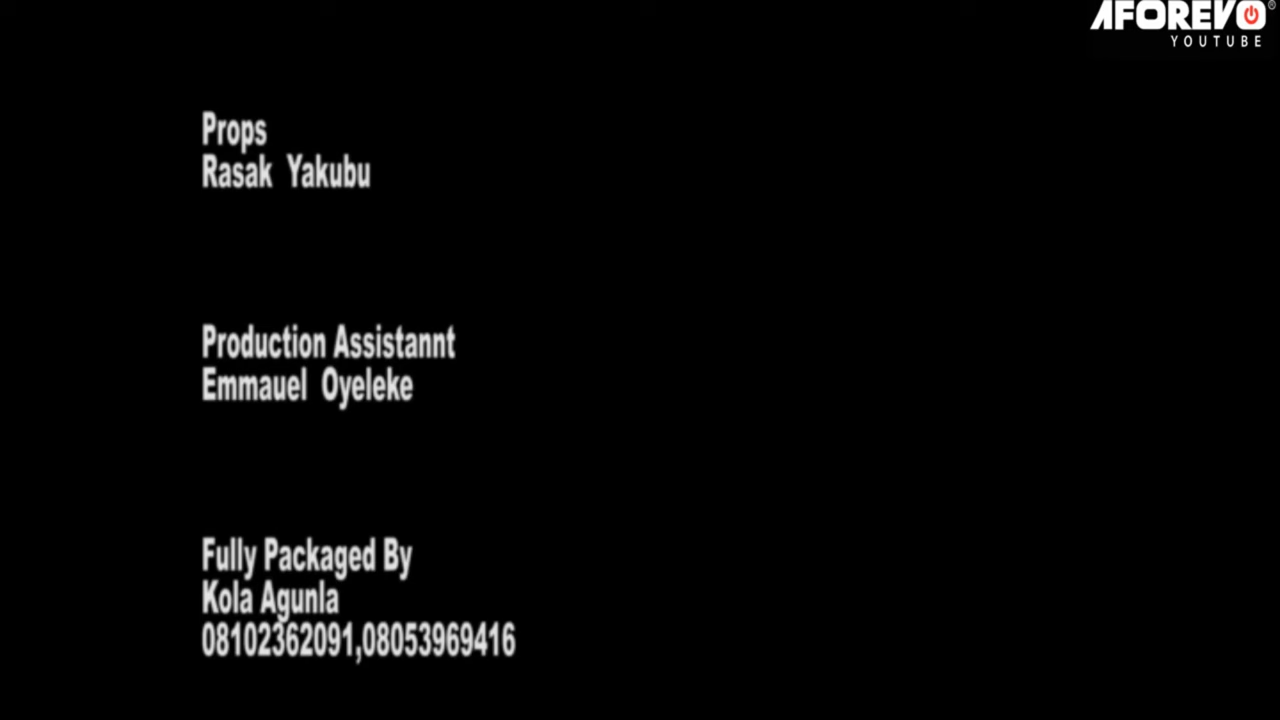 AFOREVO®
YOUTUBE
Props
Rasak Yakubu
Production Assistannt
Emmauel Oyeleke
Fully Packaged By
Kola Agunla
08102362091,08053969416